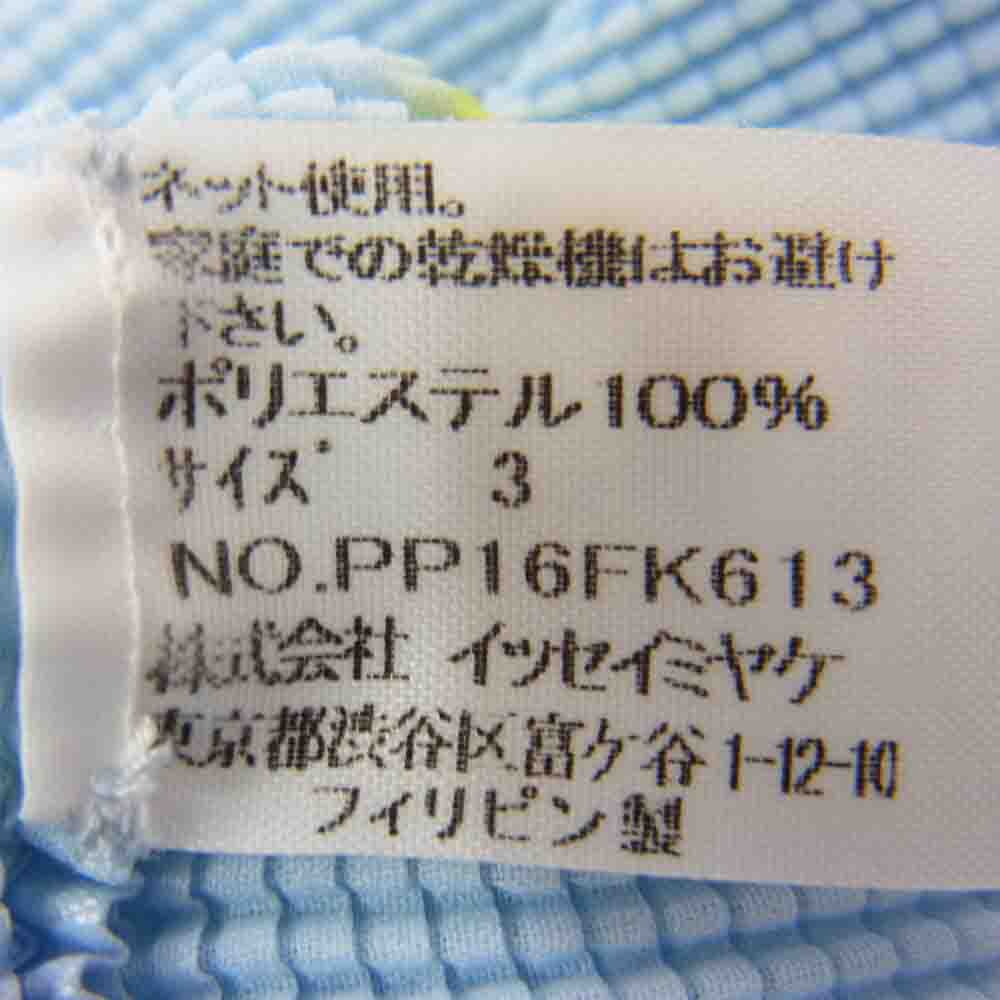 ネット使用。
家庭での乾燥機はお避け
下さい。
ポリエステル100%
サイズ 3
NO.PP16FK613
株式会社 イッセイミヤケ
東京都渋谷区富ケ谷1-12-10
フィリピン製